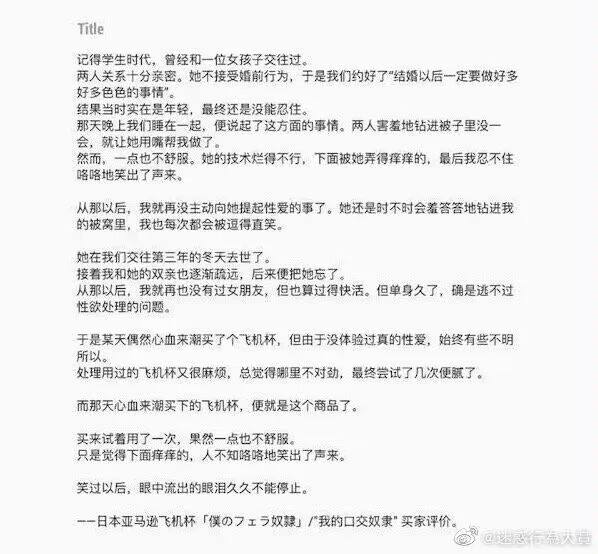 Title
记得学生时代，曾经和一位女孩子交往过。
两人关系十分亲密。她不接受婚前行为，于是我们约好了“结婚以后一定要做好多
好多色色的事情”。
结果当时实在是年轻，最终还是没能忍住。
那天晚上我们睡在一起，便说起了这方面的事情。两人害羞地钻进被子里没一
会，就让她用嘴帮我做了。
然而，一点也不舒服。她的技术烂得不行，下面被她弄得痒痒的，最后我忍不住
咯咯地笑出了声来。
从那以后，我就再没主动向她提起性爱的事了。她还是时不时会羞答答地钻进我
的被窝里，我也每次都会被逗得直笑。
她在我们交往第三年的冬天去世了。
接着我和她的双亲也逐渐疏远，后来便把她忘了。
从那以后，我就再也没有过女朋友，但也算过得快活。但单身久了，确是逃不过
性欲处理的问题。
于是某天偶然心血来潮买了个飞机杯，但由于没体验过真的性爱，始终有些不明
所以。
处理用过的飞机杯又很麻烦，总觉得哪里不对劲，最终尝试了几次便腻了。
而那天心血来潮买下的飞机杯，便就是这个商品了。
买来试着用了一次，果然一点也不舒服。
只是觉得下面痒痒的，人不知咯咯地笑出了声来。
笑过以后，眼中流出的眼泪久久不能停止。
——日本亚马逊飞机杯「僕のフェラ奴隷」/“我的口交奴隶" 买家评价。
@迷惑行為大賞